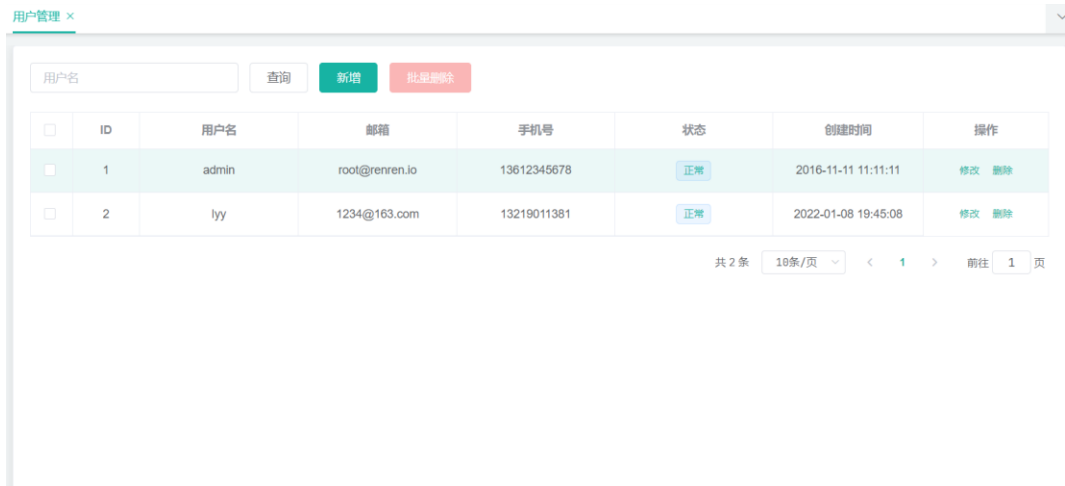 用户管理 ×
用户名 查询 新增 批量删除
ID 用户名 邮箱 手机号 状态 创建时间 操作
1 admin root@renren.io 13612345678 正常 2016-11-11 11:11:11 修改 删除
2 lyy 1234@163.com 13219011381 正常 2022-01-08 19:45:08 修改 删除
共 2 条 10条/页 < 1 > 前往 1 页